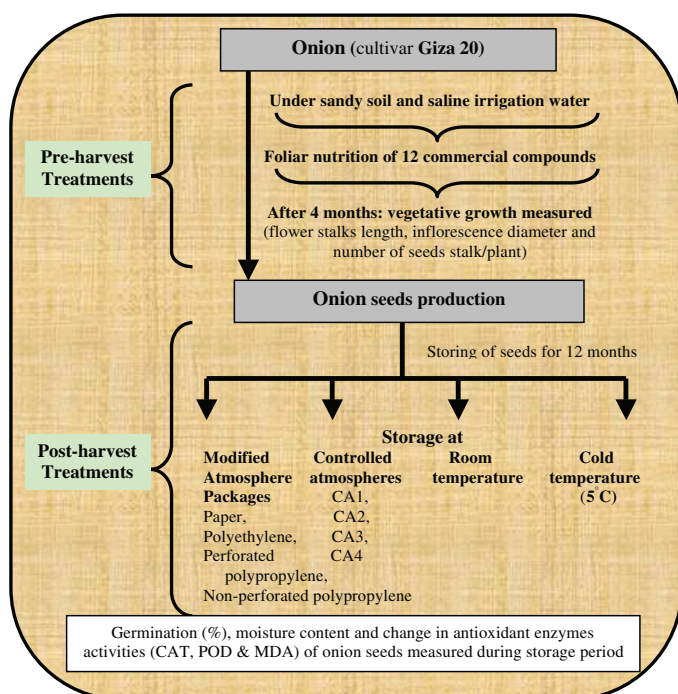 Onion (cultivar Giza 20)
Under sandy soil and saline irrigation water
Pre-harvest
Treatments
Foliar nutrition of 12 commercial compounds
After 4 months: vegetative growth measured
(flower stalks length, inflorescence diameter and
number of seeds stalk/plant)
Onion seeds production
Storing of seeds for 12 months
Post-harvest
Treatments
Storage at
Modified
Atmosphere
Packages
Paper,
Polyethylene,
Perforated
polypropylene,
Non-perforated polypropylene
Controlled
atmospheres
CA1,
CA2,
CA3,
CA4
Room
temperature
Cold
temperature
(5°C)
Germination (%), moisture content and change in antioxidant enzymes
activities (CAT, POD & MDA) of onion seeds measured during storage period